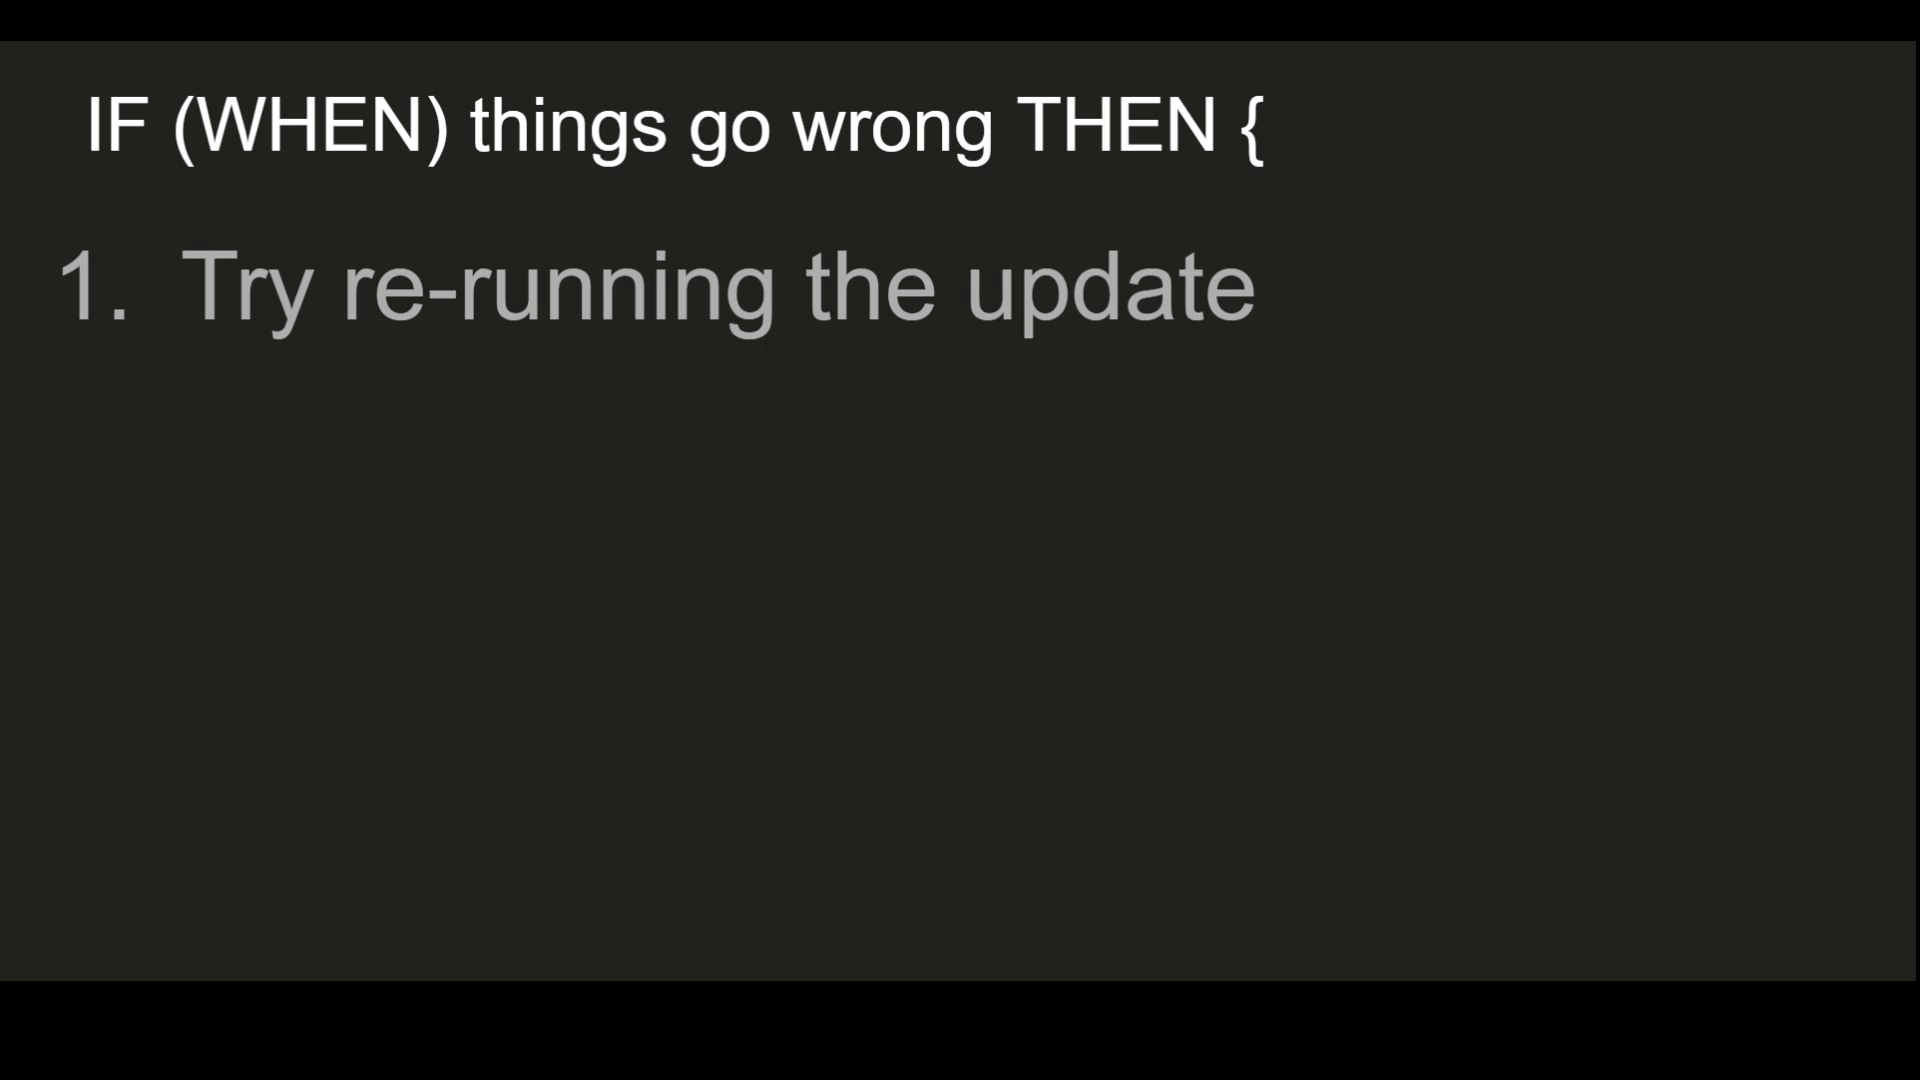 IF (WHEN) things go wrong THEN {
1. Try re-running the update